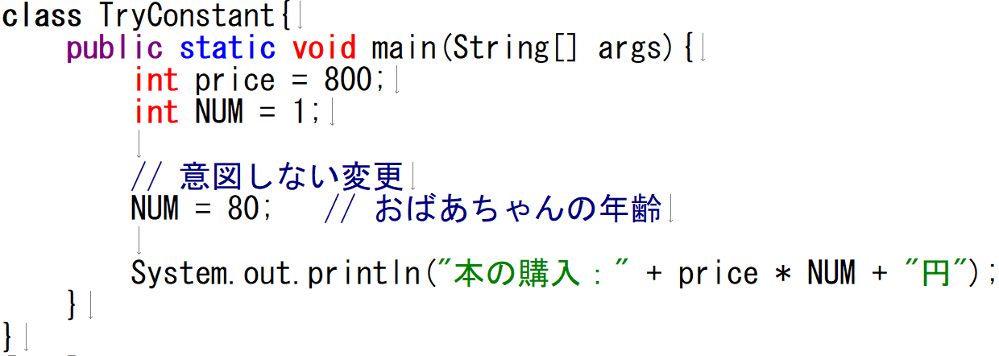 class TryConstant{
public static void main(String[] args){
int price = 800;
int NUM = 1;
// 意図しない変更
NUM = 80; // おばあちゃんの年齢
System.out.println("本の購入：" + price * NUM + "円");
}
}